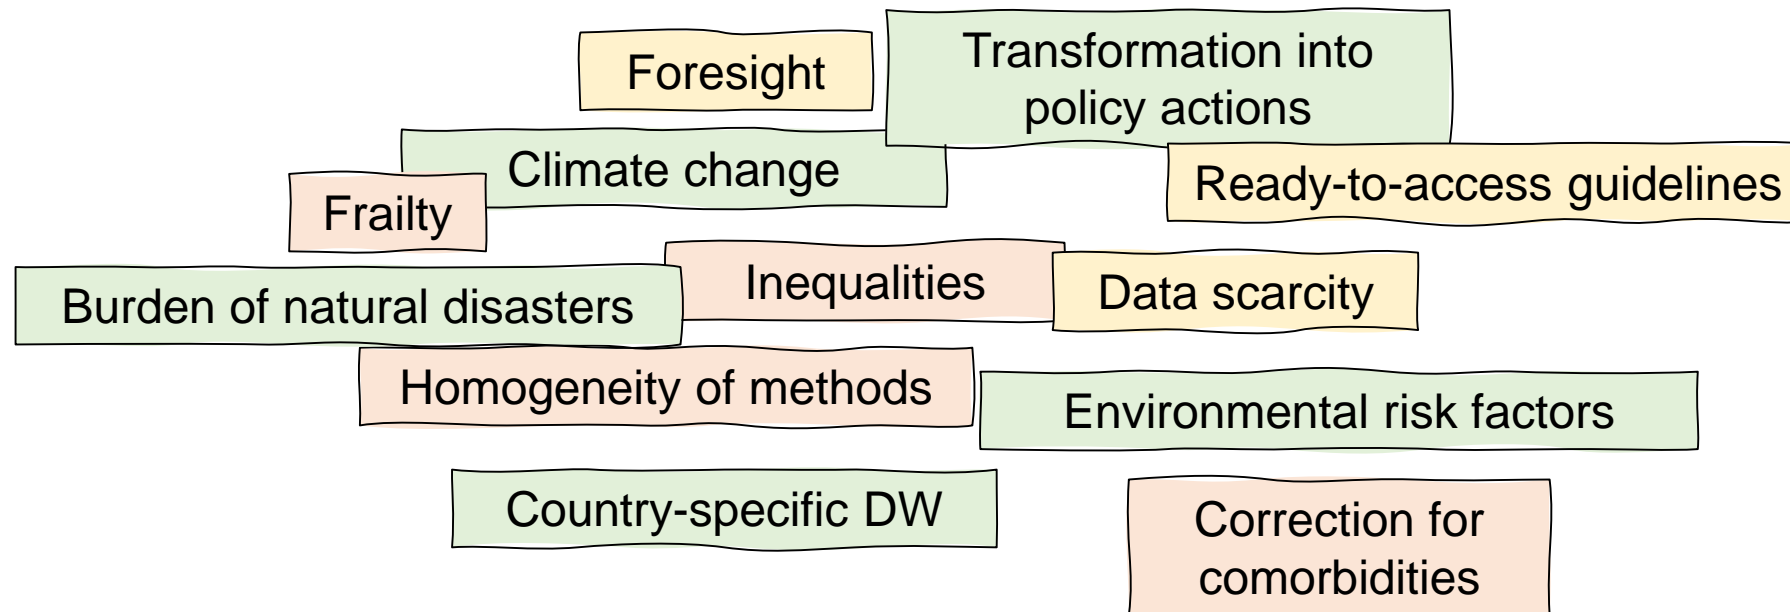 Foresight
Transformation into
policy actions
Climate change
Ready-to-access guidelines
Frailty
Inequalities
Data scarcity
Burden of natural disasters
Homogeneity of methods
Environmental risk factors
Country-specific DW
Correction for
comorbidities